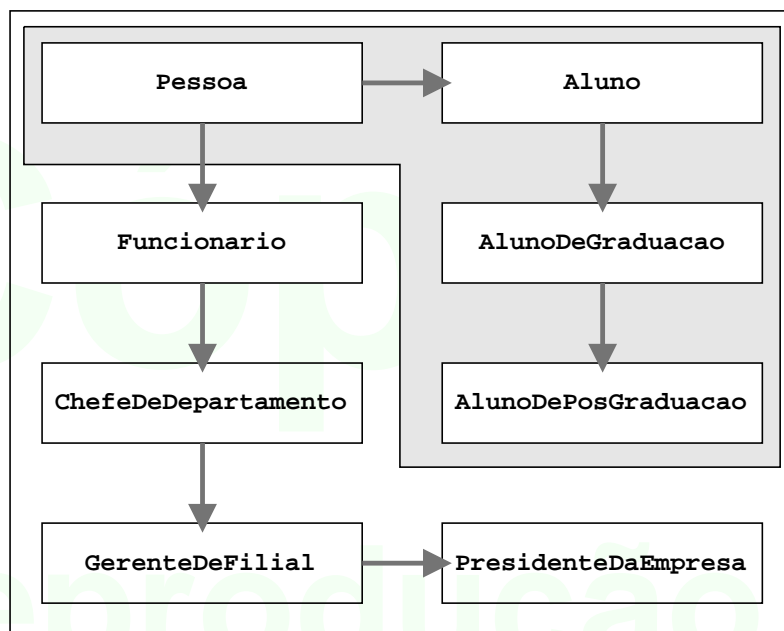 Pessoa
Aluno
Funcionario
AlunoDeGraduacao
ChefeDeDepartamento
AlunoDePosGraduacao
GerenteDeFilial
PresidenteDaEmpresa